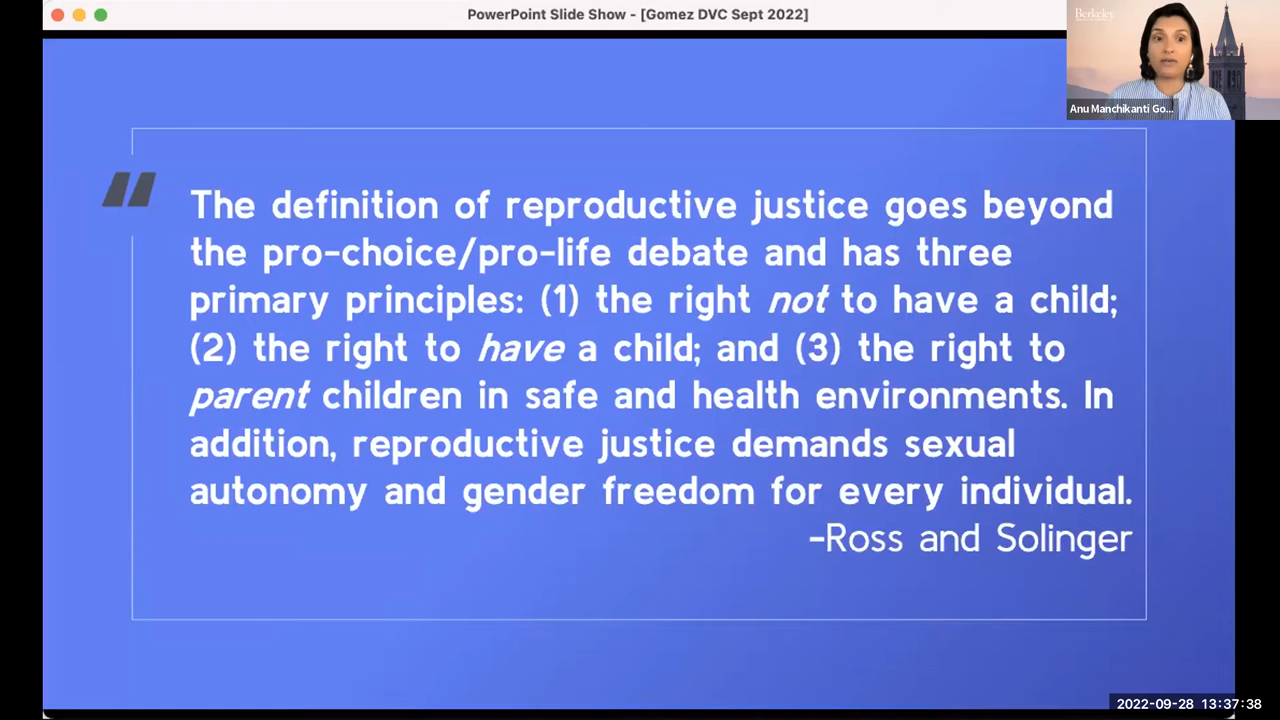 PowerPoint Slide Show - [Gomez DVC Sept 2022]
Berkeley
Anu Manchikanti Go...
“
The definition of reproductive justice goes beyond
the pro-choice/pro-life debate and has three
primary principles: (1) the right not to have a child;
(2) the right to have a child; and (3) the right to
parent children in safe and health environments. In
addition, reproductive justice demands sexual
autonomy and gender freedom for every individual.
-Ross and Solinger
2022-09-28 13:37:38